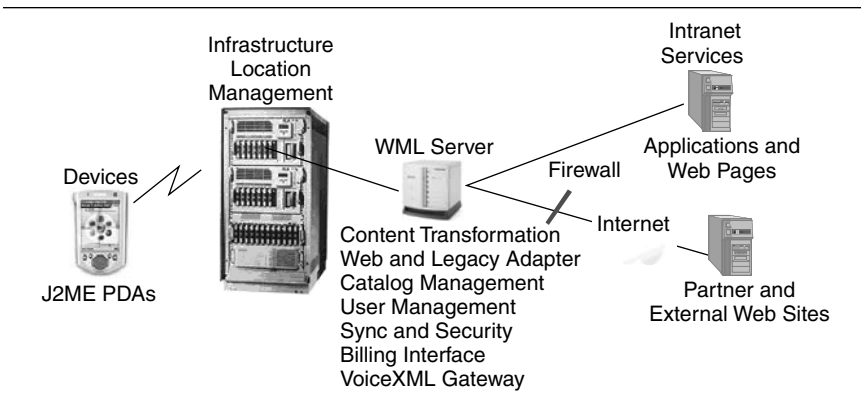 Devices
J2ME PDAs
Infrastructure
Location
Management
WML Server
Content Transformation
Web and Legacy Adapter
Catalog Management
User Management
Sync and Security
Billing Interface
VoiceXML Gateway
Firewall
Internet
Intranet
Services
Applications and
Web Pages
Partner and
External Web Sites